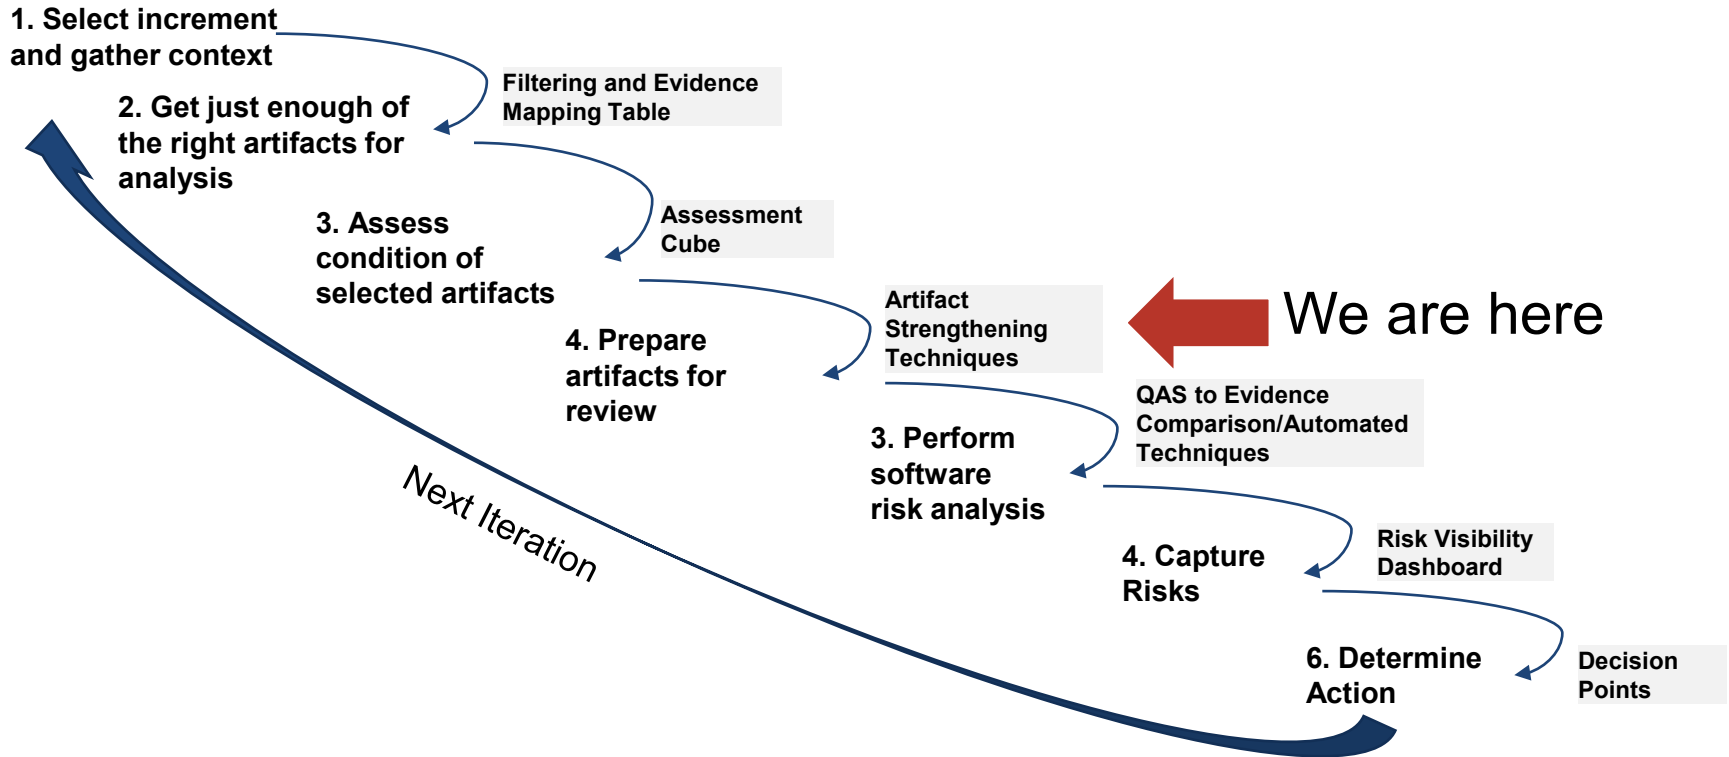 1. Select increment
and gather context
Filtering and Evidence
Mapping Table
2. Get just enough of
the right artifacts for
analysis
Assessment
Cube
3. Assess
condition of
selected artifacts
Artifact
Strengthening
Techniques
We are here
4. Prepare
artifacts for
review
QAS to Evidence
Comparison/Automated
Techniques
3. Perform
software
risk analysis
Next Iteration
Risk Visibility
Dashboard
4. Capture
Risks
6. Determine
Action
Decision
Points